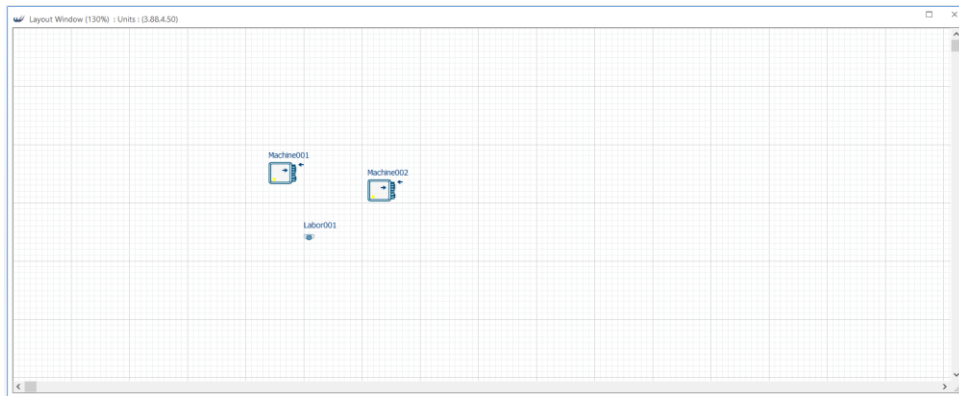 Layout Window (130%) : Units : (3.88.4.50)
Machine001
Machine002
Labor001